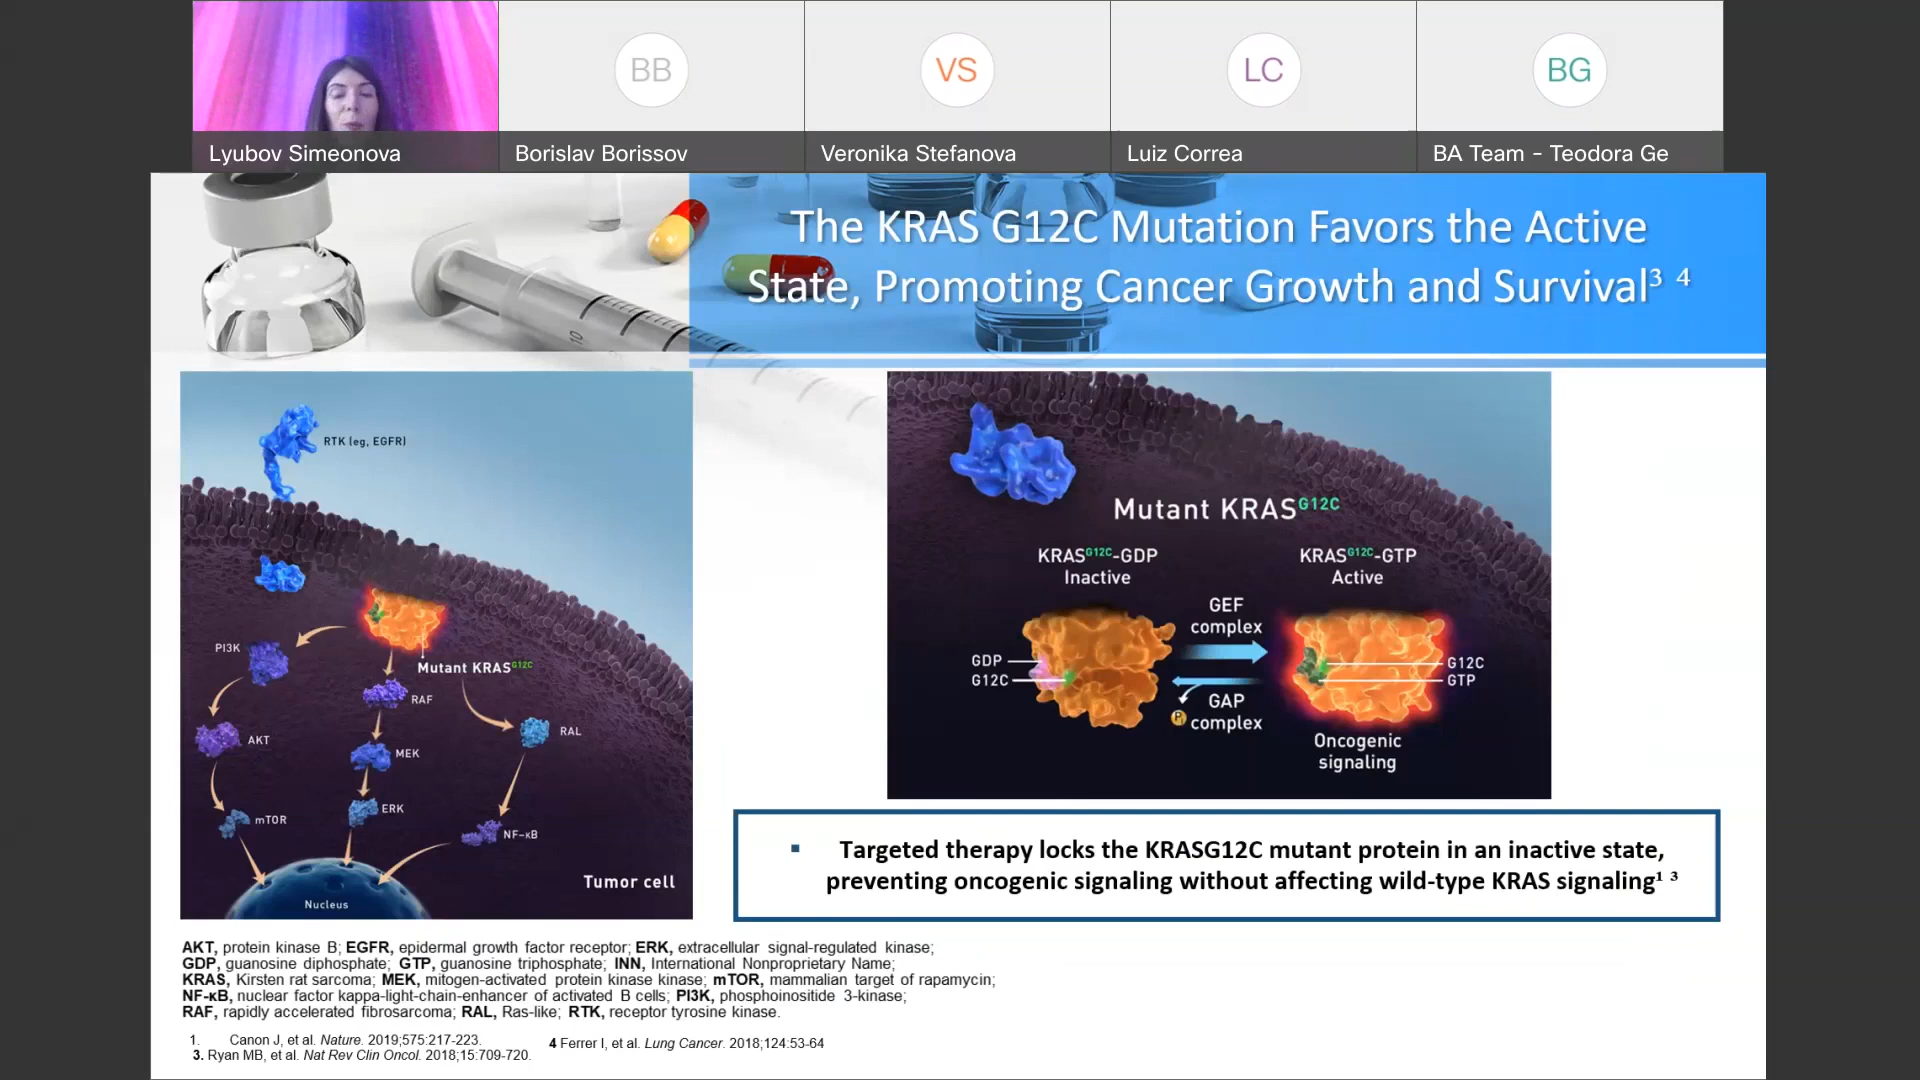 BB
VS
LC
BG
Lyubov Simeonova
Borislav Borissov
Veronika Stefanova
Luiz Correa
BA Team - Teodora Ge
The KRAS G12C Mutation Favors the Active
State, Promoting Cancer Growth and Survival³ ⁴
RTK (eg, EGFR)
PI3K
Mutant KRASG12C
RAF
RAL
AKT
MEK
ERK
mTOR
NF-κB
Tumor cell
Nucleus
Mutant KRASG12C
KRASG12C-GDP
Inactive
KRASG12C-GTP
Active
GEF
complex
GDP
G12C
G12C
GTP
GAP
complex
P
Oncogenic
signaling
▪ Targeted therapy locks the KRASG12C mutant protein in an inactive state,
preventing oncogenic signaling without affecting wild-type KRAS signaling¹ ³
AKT, protein kinase B; EGFR, epidermal growth factor receptor; ERK, extracellular signal-regulated kinase;
GDP, guanosine diphosphate; GTP, guanosine triphosphate; INN, International Nonproprietary Name;
KRAS, Kirsten rat sarcoma; MEK, mitogen-activated protein kinase kinase; mTOR, mammalian target of rapamycin;
NF-κB, nuclear factor kappa-light-chain-enhancer of activated B cells; PI3K, phosphoinositide 3-kinase;
RAF, rapidly accelerated fibrosarcoma; RAL, Ras-like; RTK, receptor tyrosine kinase.
1. Canon J, et al. Nature. 2019;575:217-223.
3. Ryan MB, et al. Nat Rev Clin Oncol. 2018;15:709-720.
4 Ferrer I, et al. Lung Cancer. 2018;124:53-64